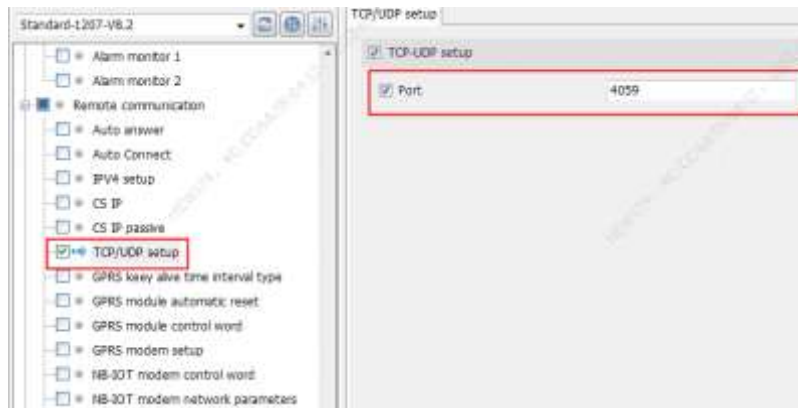 Standard-1207-V8.2
Alarm monitor 1
Alarm monitor 2
Remote communication
Auto answer
Auto Connect
IPV4 setup
CS IP
CS IP passive
TCP/UDP setup
GPRS keey alive time interval type
GPRS module automatic reset
GPRS module control word
GPRS modem setup
NB-IOT modem control word
NB-IOT modem network parameters
TCP/UDP setup
TCP-UDP setup
Port 4059